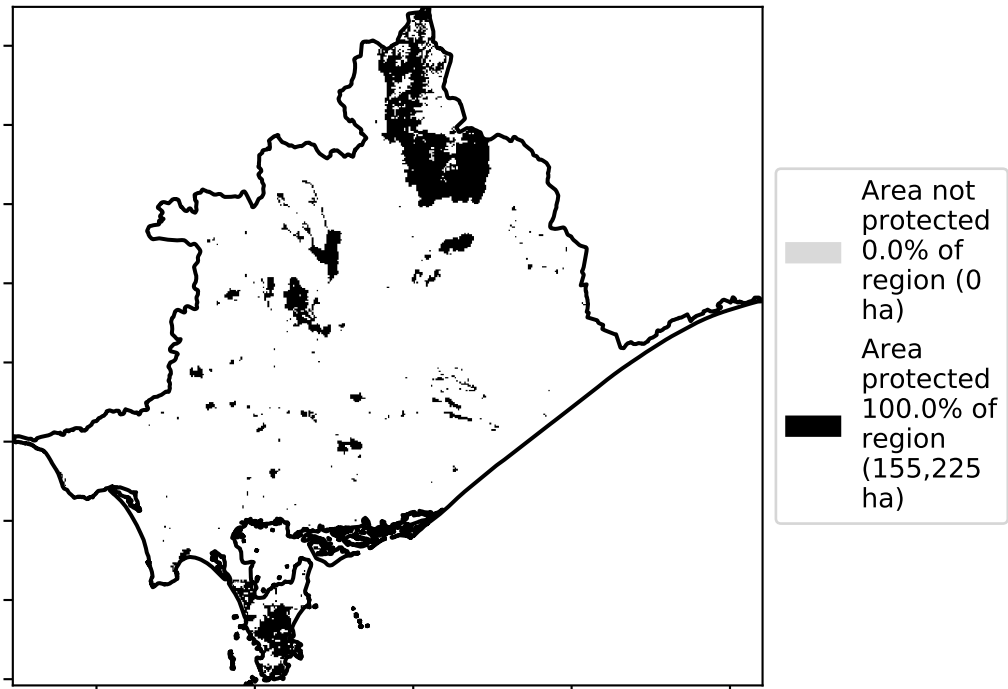 Area not
protected
0.0% of
region (0
ha)
Area
protected
100.0% of
region
(155,225
ha)